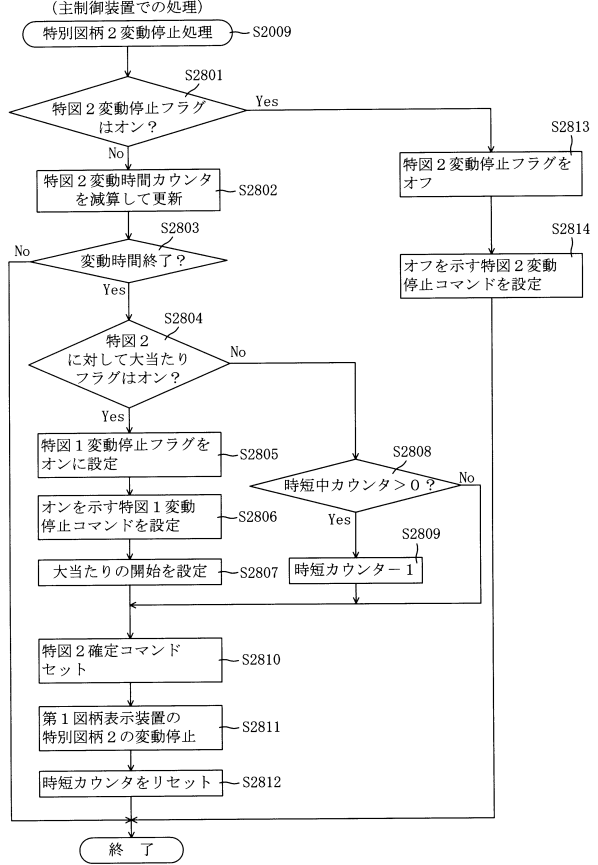 (主制御装置での処理)
特別図柄2変動停止処理
S2009
S2801
特図2変動停止フラグ
はオン?
Yes
No
S2813
特図2変動停止フラグを
オフ
特図2変動時間カウンタ
を減算して更新
S2802
S2803
変動時間終了?
No
Yes
S2814
オフを示す特図2変動
停止コマンドを設定
S2804
特図2
に対して大当たり
フラグはオン?
No
Yes
特図1変動停止フラグを
オンに設定
S2805
S2808
時短中カウンタ>0?
No
Yes
オンを示す特図1変動
停止コマンドを設定
S2806
S2809
時短カウンター1
大当たりの開始を設定
S2807
特図2確定コマンド
セット
S2810
第1図柄表示装置の
特別図柄2の変動停止
S2811
時短カウンタをリセット
S2812
終 了